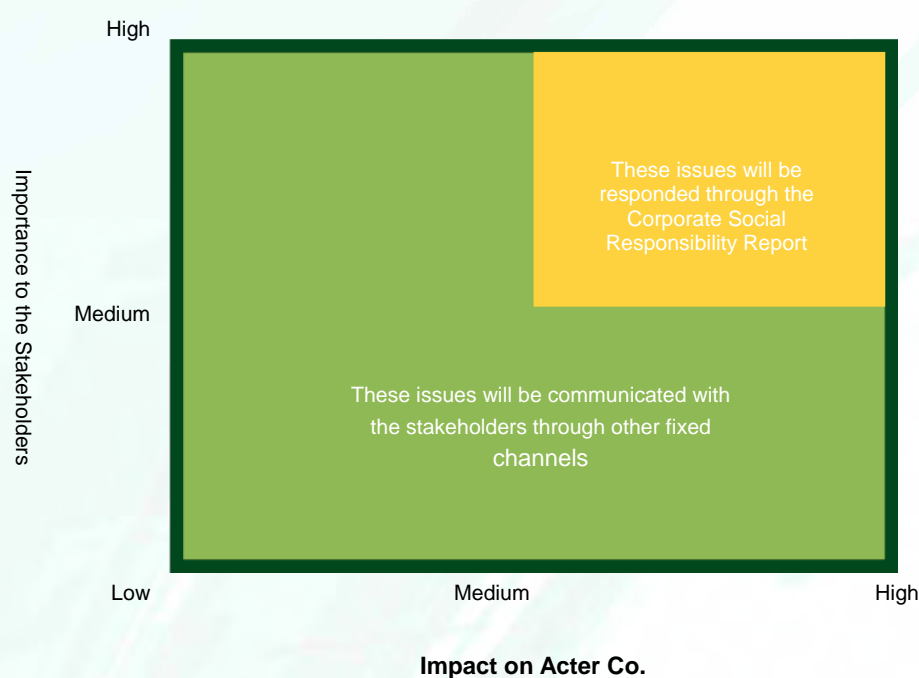 High
These issues will be
responded through the
Corporate Social
Responsibility Report
Importance to the Stakeholders
Medium
These issues will be communicated with
the stakeholders through other fixed
channels
Low
Medium
High
Impact on Acter Co.